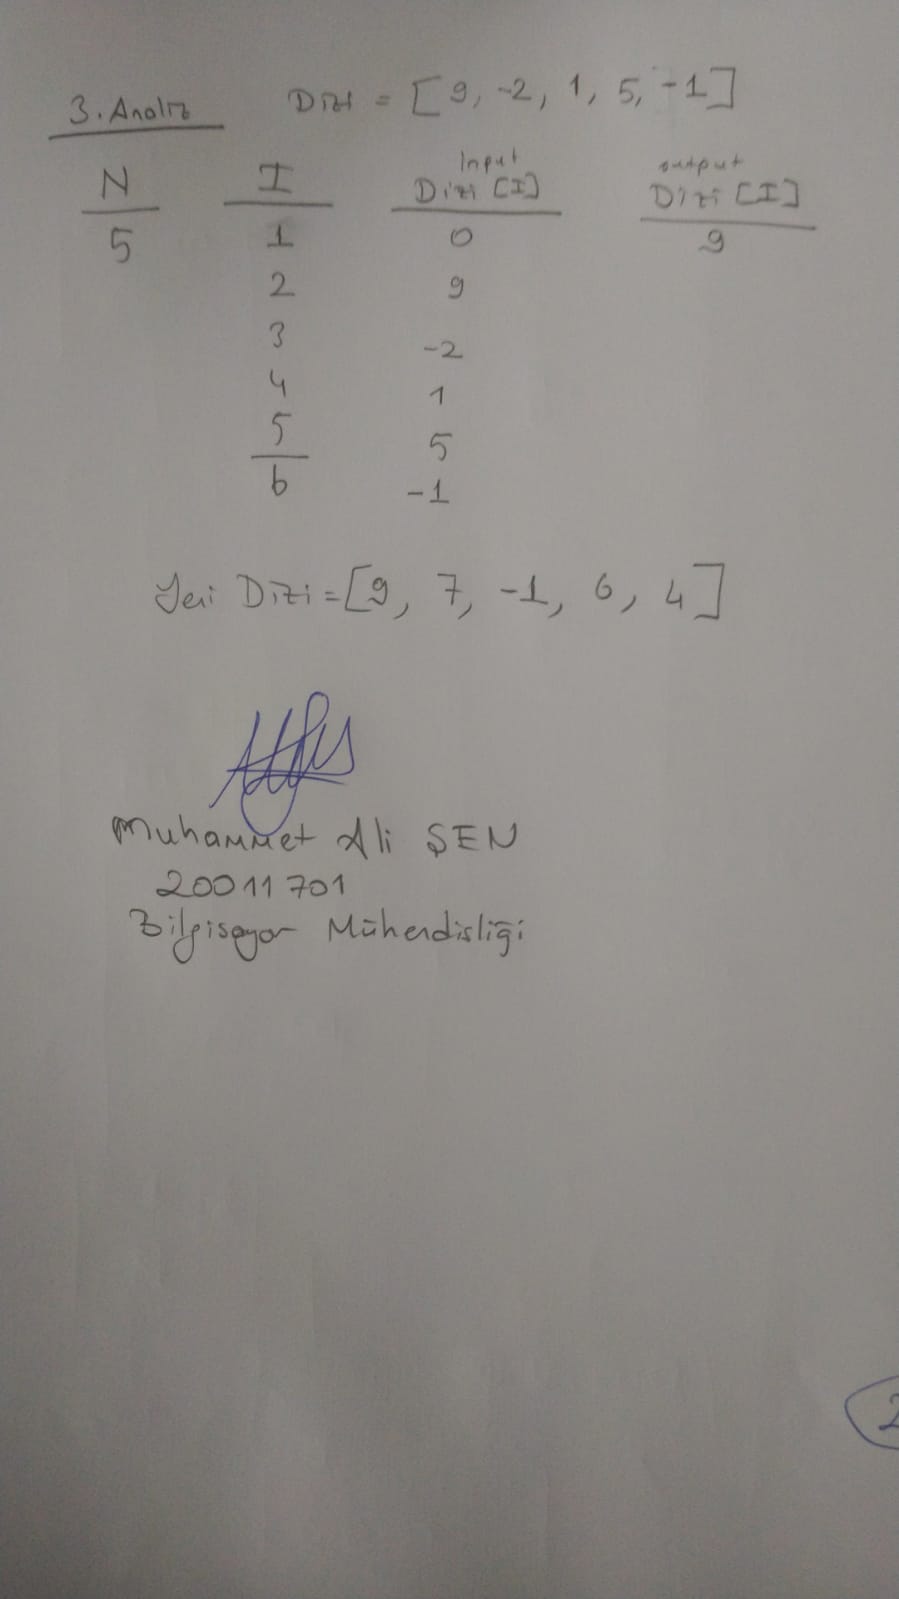 3. Analiz Dizi = [9, -2, 1, 5, -1]
N I Input Dizi [I] output Dizi [I]
5 1 0 9
2 9
3 -2
4 1
5 5
6 -1
Yeni Dizi = [9, 7, -1, 6, 4]
Muhammet Ali ŞEN
20011701
Bilgisayar Mühendisliği
2